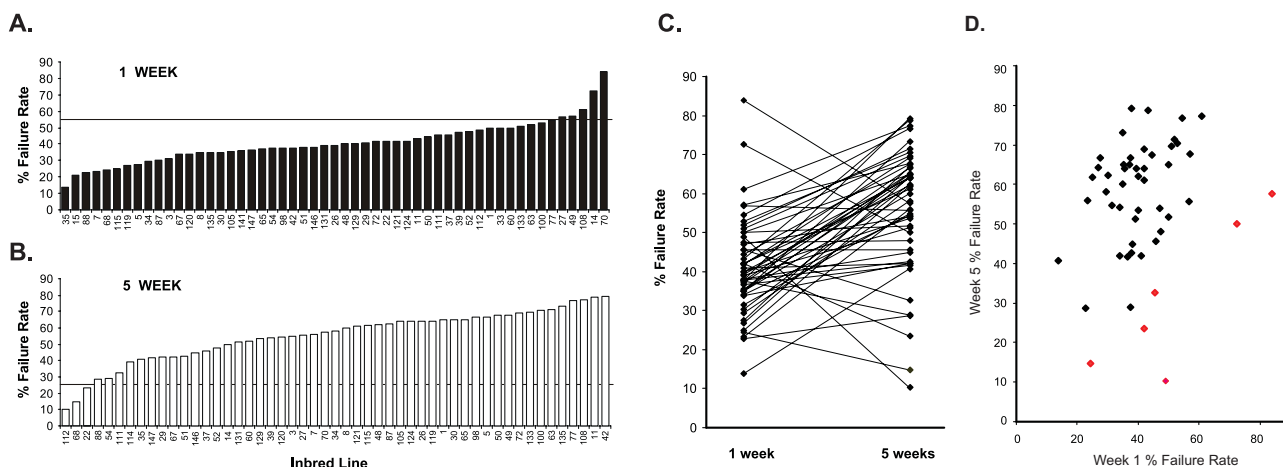 A.
1 WEEK
% Failure Rate
90
80
70
60
50
40
30
20
10
0
35 15 88 7 68 115 119 5 34 87 3 67 120 8 135 30 105 141 147 65 54 98 42 51 146 131 26 48 129 29 72 22 121 124 11 50 111 37 39 52 112 1 33 60 133 63 100 77 27 49 108 14 70
B.
5 WEEK
% Failure Rate
90
80
70
60
50
40
30
20
10
0
112 68 22 88 54 111 114 35 147 29 67 51 146 37 52 14 131 60 129 39 120 3 27 7 70 34 8 121 115 48 87 105 124 26 119 1 30 65 98 5 50 49 72 133 100 63 135 77 108 11 42
Inbred Line
C.
% Failure Rate
90
80
70
60
50
40
30
20
10
0
1 week
5 weeks
D.
Week 5 % Failure Rate
90
80
70
60
50
40
30
20
10
0
0 20 40 60 80
Week 1 % Failure Rate